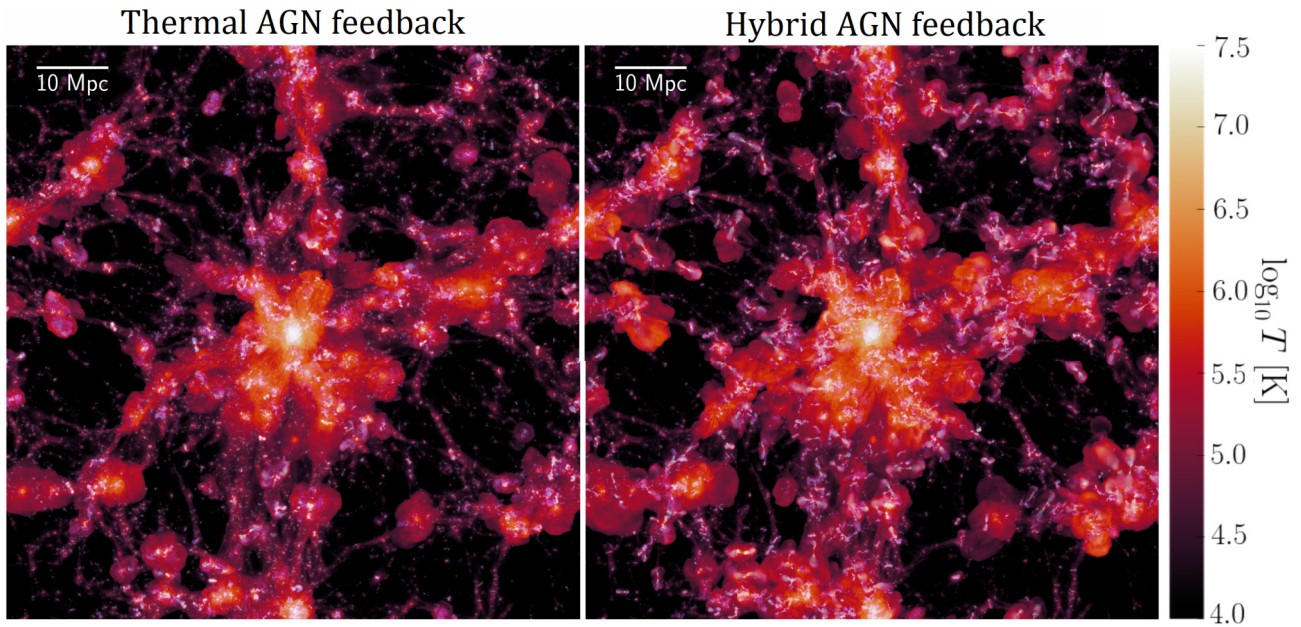 Thermal AGN feedback
Hybrid AGN feedback
10 Mpc
10 Mpc
7.5
7.0
6.5
6.0
5.5
5.0
4.5
4.0
log₁₀ T [K]